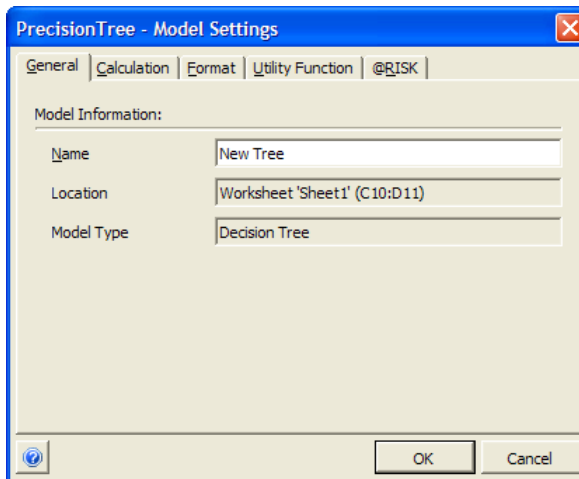 PrecisionTree - Model Settings
General Calculation Format Utility Function @RISK
Model Information:
Name New Tree
Location Worksheet 'Sheet1' (C10:D11)
Model Type Decision Tree
OK Cancel